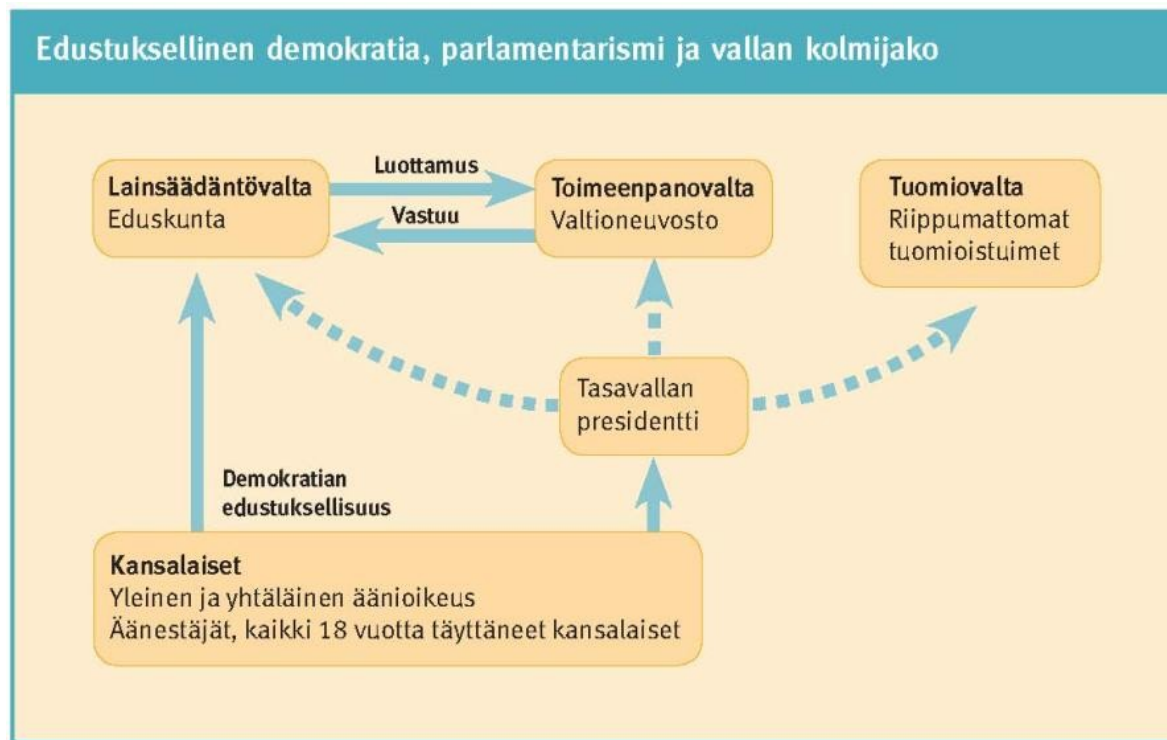 Edustuksellinen demokratia, parlamentarismi ja vallan kolmijako
Lainsäädäntövalta
Eduskunta
Luottamus
Vastuu
Toimeenpanovalta
Valtioneuvosto
Tuomiovalta
Riippumattomat
tuomioistuimet
Tasavallan
presidentti
Demokratian
edustuksellisuus
Kansalaiset
Yleinen ja yhtäläinen äänioikeus
Äänestäjät, kaikki 18 vuotta täyttäneet kansalaiset